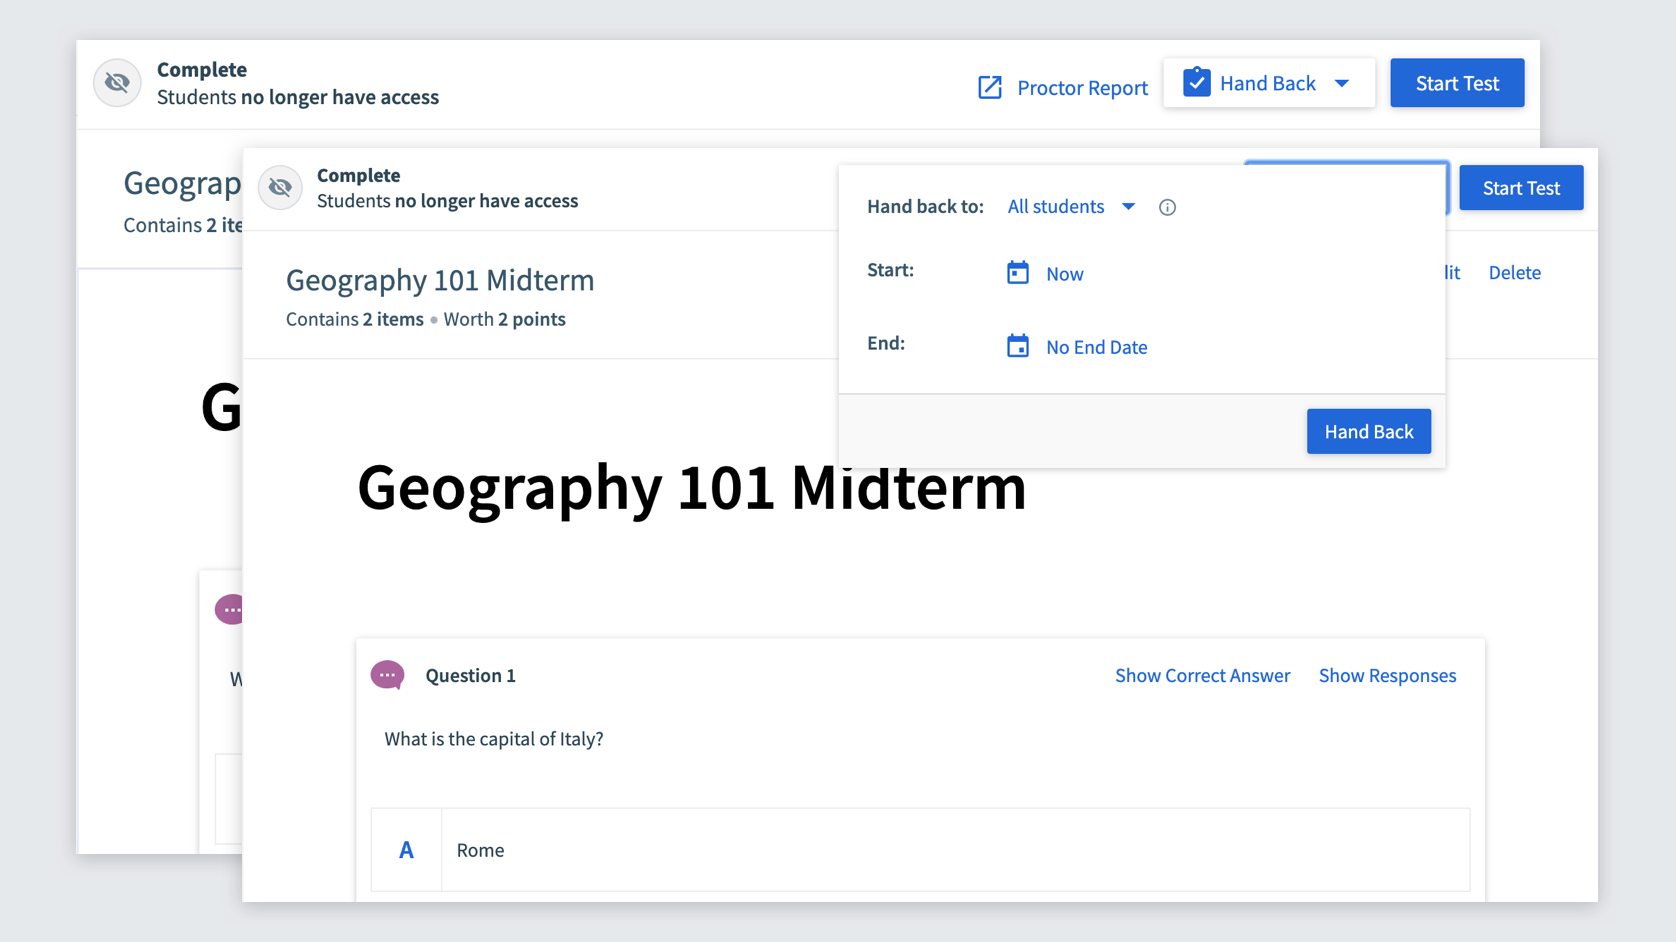 Complete
Students no longer have access
Proctor Report
Hand Back
Start Test
Geograp
Contains 2 ite
G
W
Complete
Students no longer have access
Start Test
Geography 101 Midterm
Contains 2 items • Worth 2 points
Hand back to: All students
Start: Now
End: No End Date
Hand Back
dit Delete
Geography 101 Midterm
Question 1
Show Correct Answer Show Responses
What is the capital of Italy?
A Rome